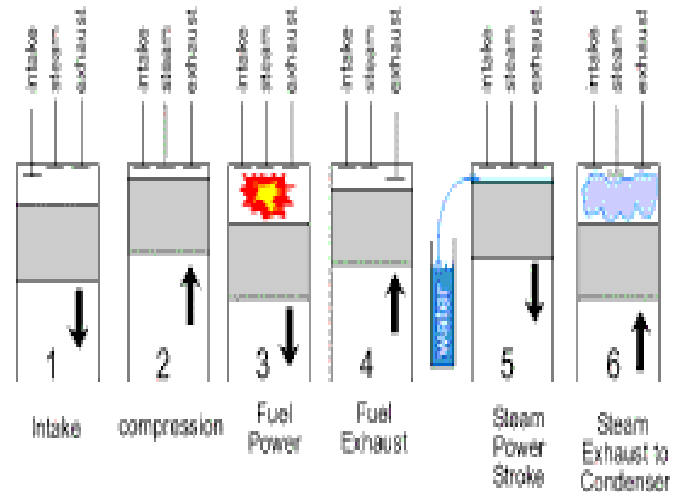 intake steam exhaust
intake steam exhaust
intake steam exhaust
intake steam exhaust
intake steam exhaust
intake steam exhaust
water
1
2
3
4
5
6
Intake
compression
Fuel
Power
Fuel
Exhaust
Steam
Power
Stroke
Steam
Exhaust to
Condenser